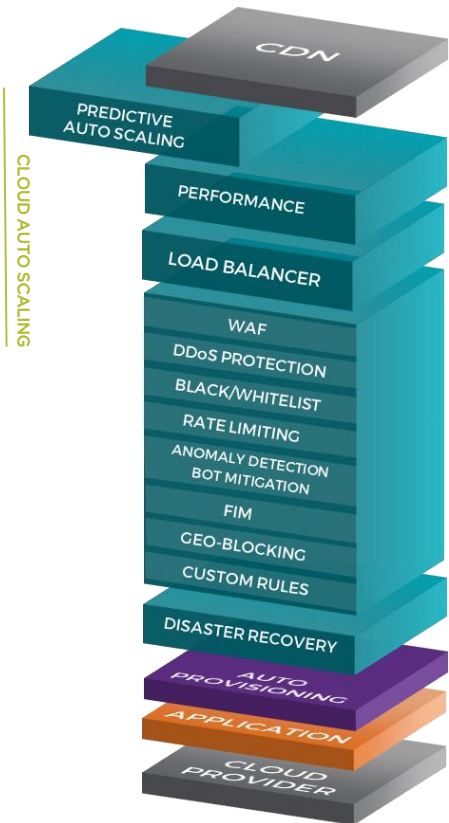 CDN
PREDICTIVE
AUTO SCALING
CLOUD AUTO SCALING
PERFORMANCE
LOAD BALANCER
WAF
DDoS PROTECTION
BLACK/WHITELIST
RATE LIMITING
ANOMALY DETECTION
BOT MITIGATION
FIM
GEO-BLOCKING
CUSTOM RULES
DISASTER RECOVERY
AUTO
PROVISIONING
APPLICATION
CLOUD
PROVIDER